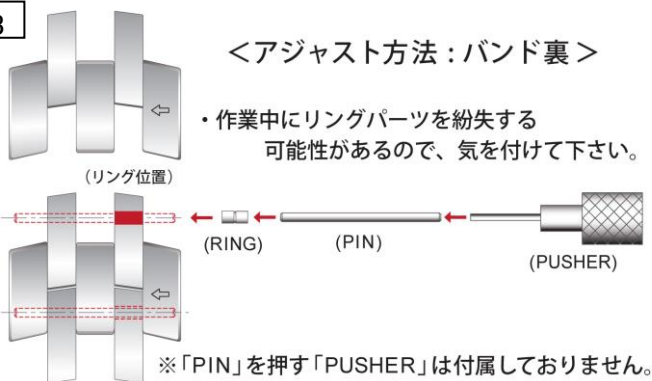 3
＜アジャスト方法：バンド裏＞
・作業中にリングパーツを紛失する
可能性があるので、気を付けて下さい。
(リング位置)
(RING)
(PIN)
(PUSHER)
※「PIN」を押す「PUSHER」は付属しておりません。